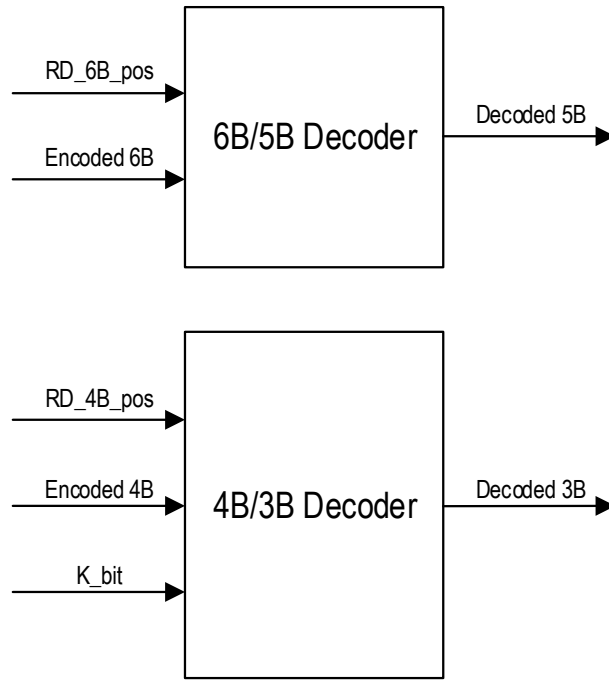 RD_6B_pos
Encoded 6B
6B/5B Decoder
Decoded 5B
RD_4B_pos
Encoded 4B
K_bit
4B/3B Decoder
Decoded 3B